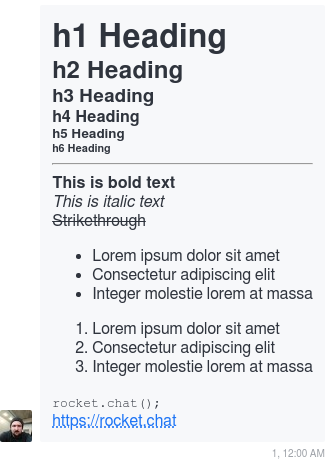 h1 Heading
h2 Heading
h3 Heading
h4 Heading
h5 Heading
h6 Heading
This is bold text
This is italic text
Strikethrough
• Lorem ipsum dolor sit amet
• Consectetur adipiscing elit
• Integer molestie lorem at massa
1. Lorem ipsum dolor sit amet
2. Consectetur adipiscing elit
3. Integer molestie lorem at massa
rocket.chat();
https://rocket.chat
1, 12:00 AM